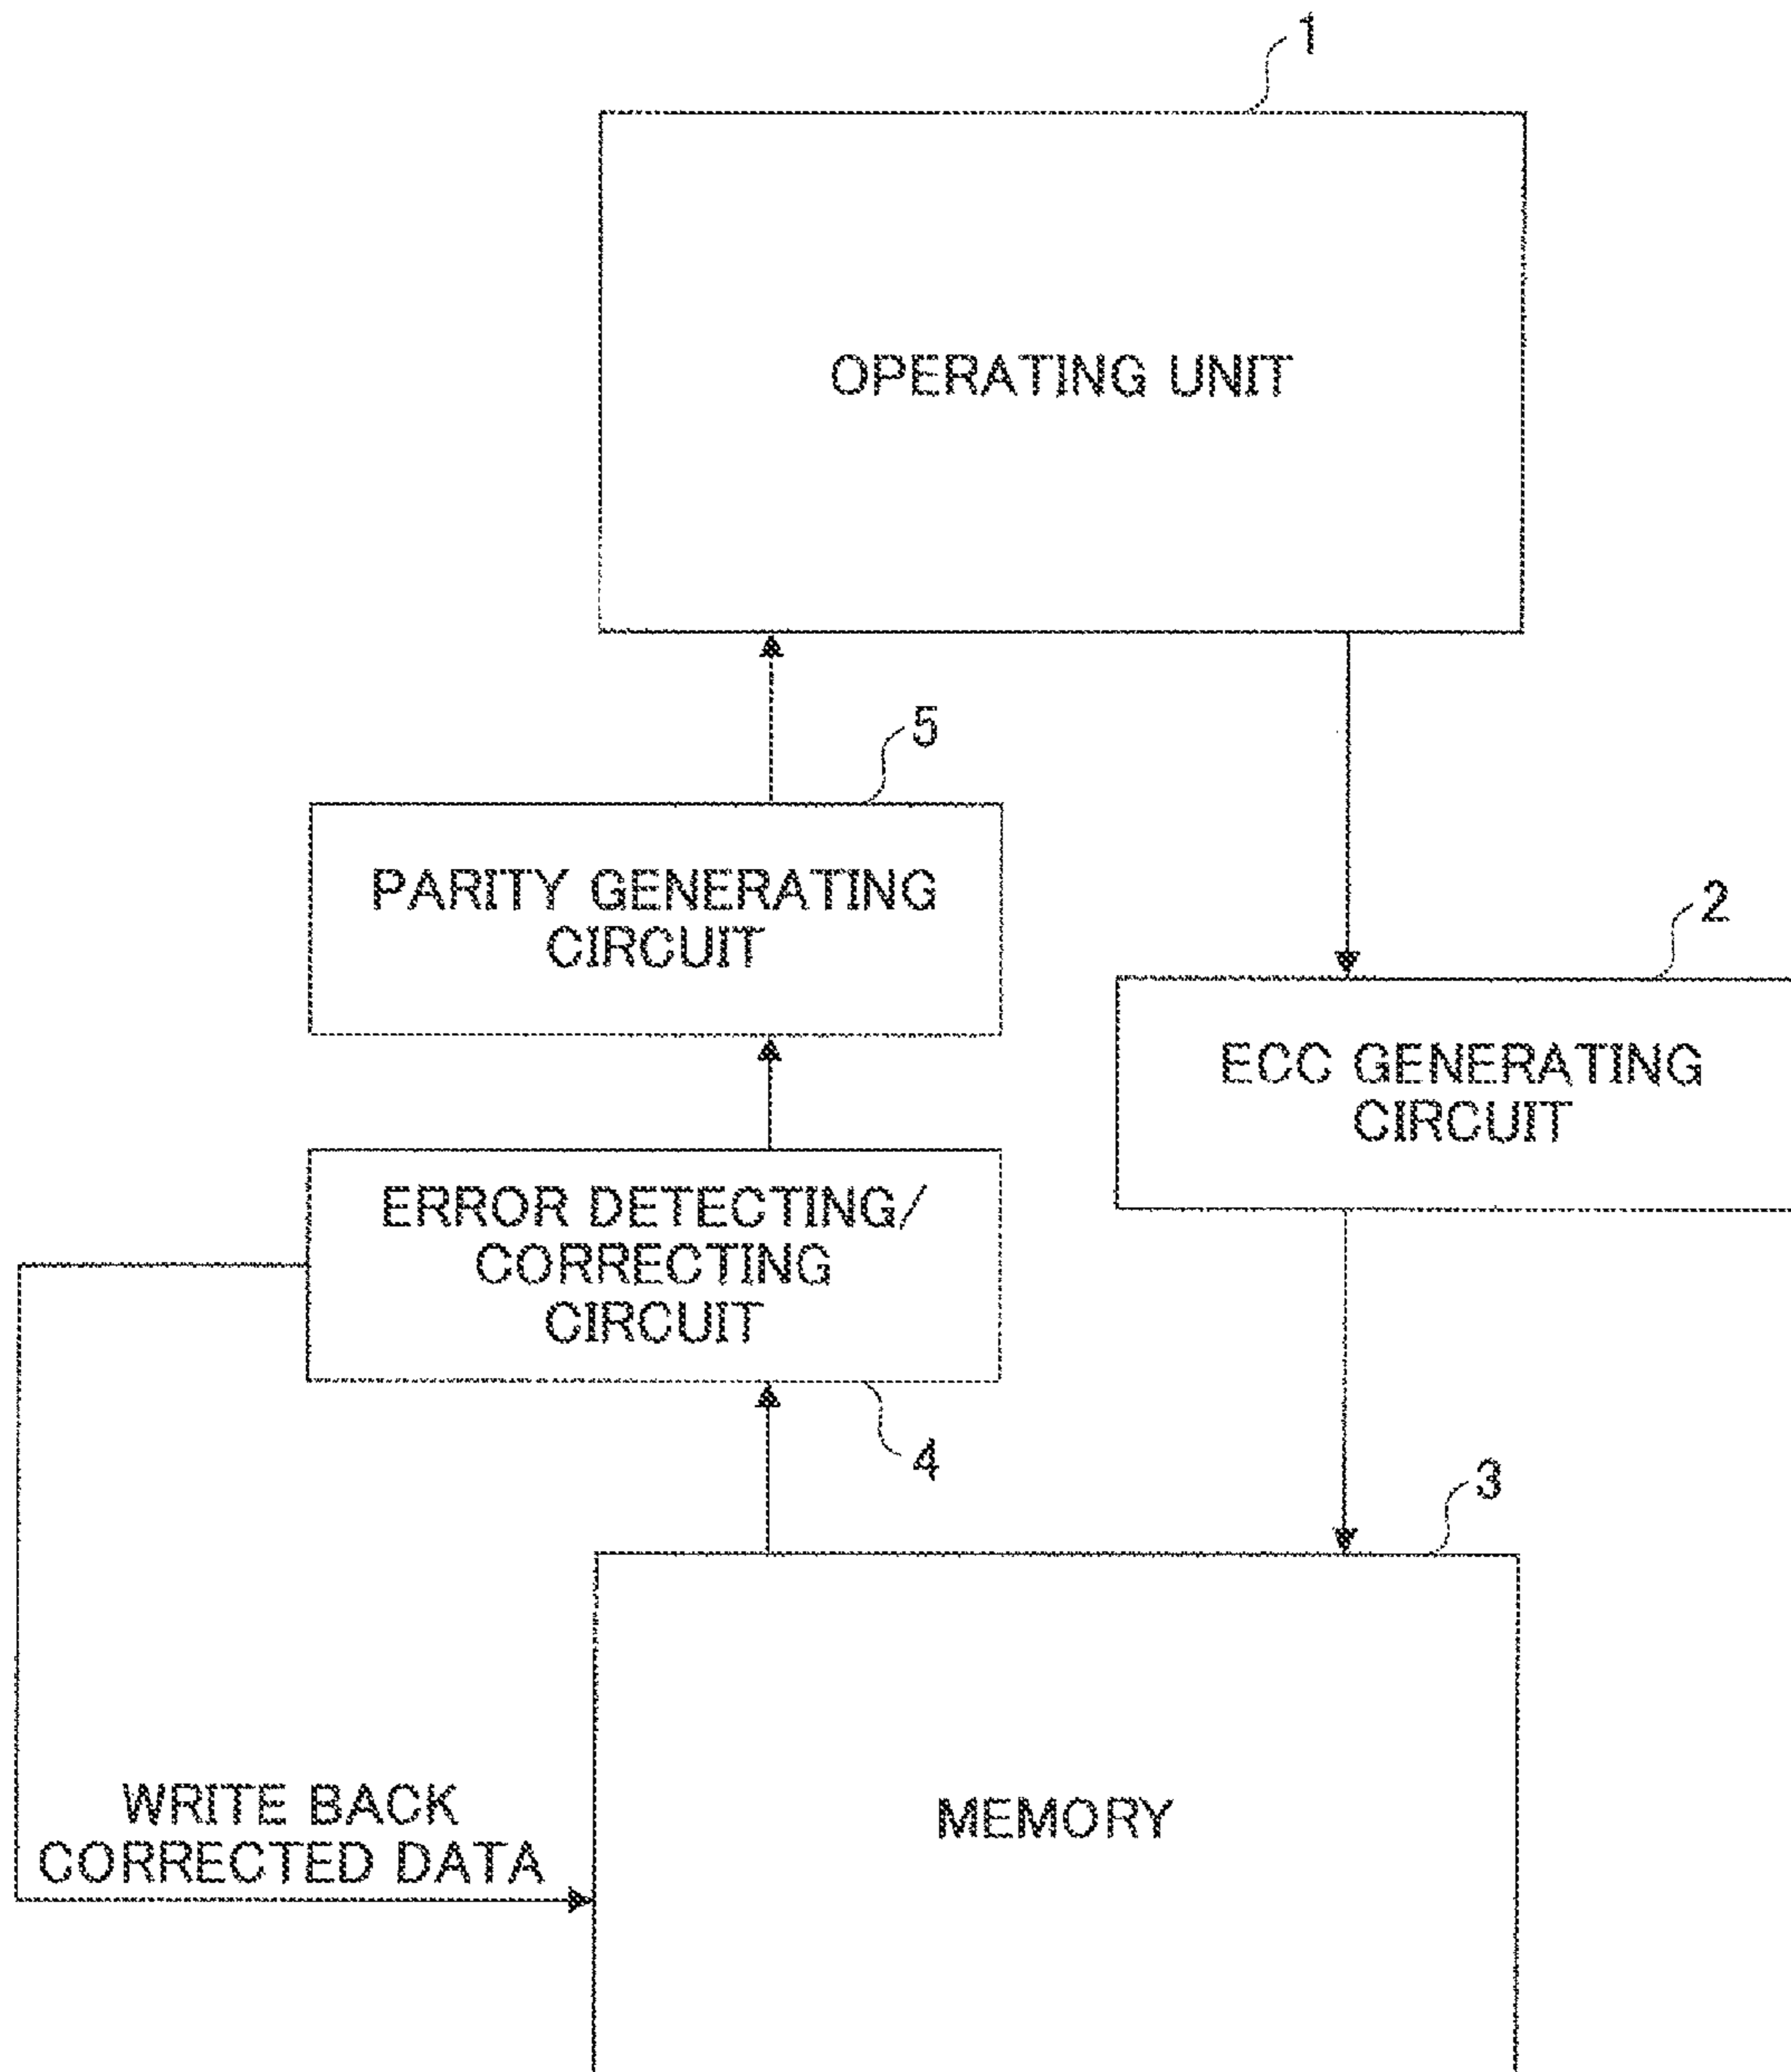 1
OPERATING UNIT
5
PARITY GENERATING
CIRCUIT
2
ECC GENERATING
CIRCUIT
ERROR DETECTING/
CORRECTING
CIRCUIT
4
3
WRITE BACK
CORRECTED DATA
MEMORY